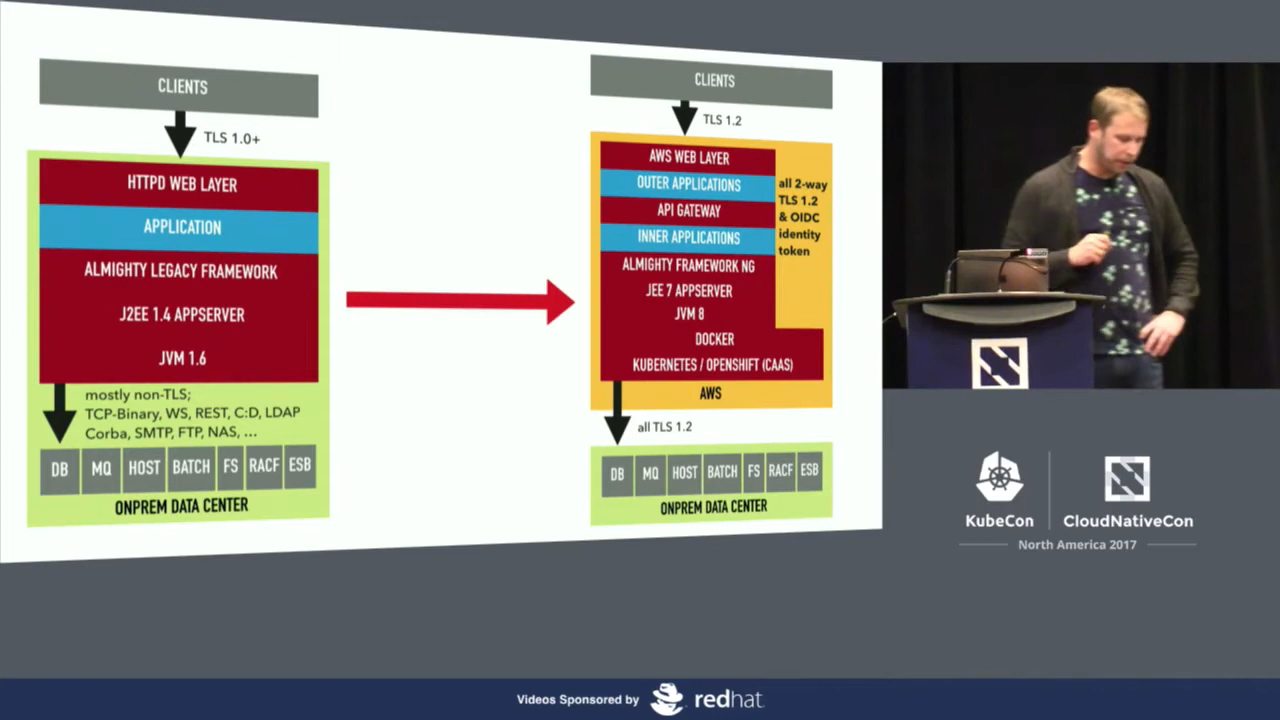 CLIENTS
TLS 1.0+
HTTPD WEB LAYER
APPLICATION
ALMIGHTY LEGACY FRAMEWORK
J2EE 1.4 APPSERVER
JVM 1.6
mostly non-TLS;
TCP-Binary, WS, REST, C:D, LDAP
Corba, SMTP, FTP, NAS, ...
DB MQ HOST BATCH FS RACF ESB
ONPREM DATA CENTER
CLIENTS
TLS 1.2
AWS WEB LAYER
OUTER APPLICATIONS
API GATEWAY
INNER APPLICATIONS
ALMIGHTY FRAMEWORK NG
JEE 7 APPSERVER
JVM 8
DOCKER
KUBERNETES / OPENSHIFT (CAAS)
all 2-way
TLS 1.2
& OIDC
identity
token
AWS
all TLS 1.2
DB MQ HOST BATCH FS RACF ESB
ONPREM DATA CENTER
KubeCon
CloudNativeCon
North America 2017
Videos Sponsored by redhat